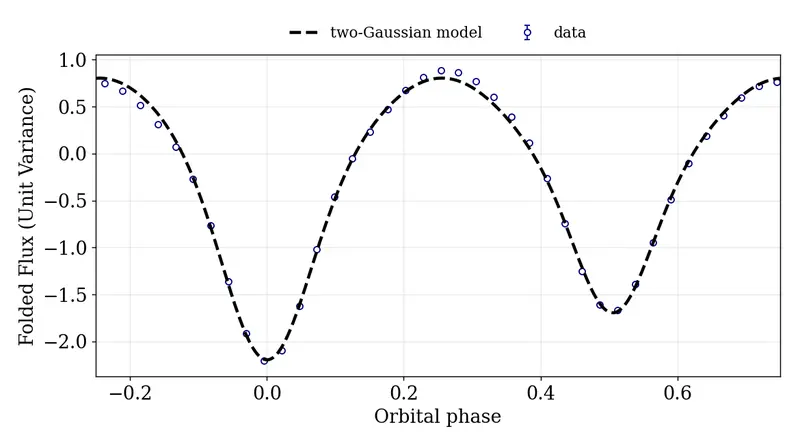 two-Gaussian model
data
1.0
0.5
0.0
−0.5
−1.0
−1.5
−2.0
Folded Flux (Unit Variance)
−0.2 0.0 0.2 0.4 0.6
Orbital phase